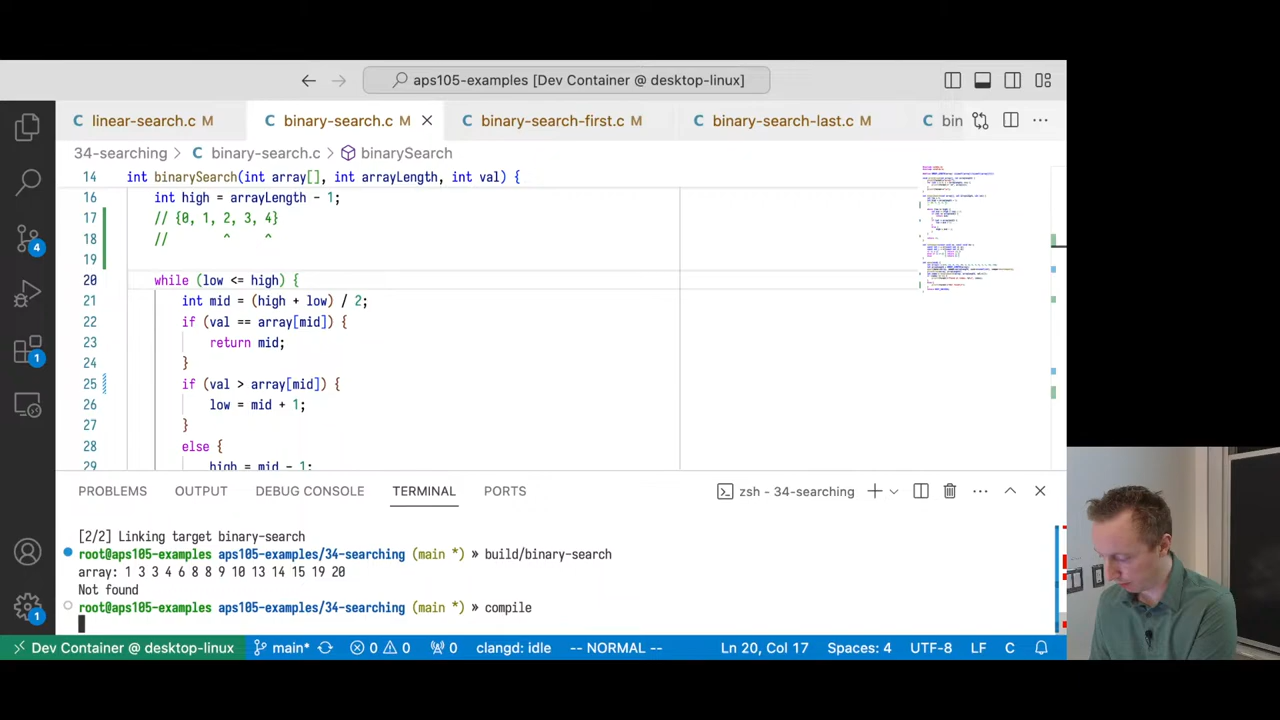 aps105-examples [Dev Container @ desktop-linux]
C linear-search.c M
C binary-search.c M
C binary-search-first.c M
C binary-search-last.c M
C bin
34-searching > C binary-search.c > binarySearch
14 int binarySearch(int array[], int arrayLength, int val) {
16 int high = arrayLength - 1;
17 // {0, 1, 2, 3, 4}
18 // ^ ^
19
20 while (low <= high) {
21 int mid = (high + low) / 2;
22 if (val == array[mid]) {
23 return mid;
24 }
25 if (val > array[mid]) {
26 low = mid + 1;
27 }
28 else {
29 high = mid - 1;
4
1
1
PROBLEMS OUTPUT DEBUG CONSOLE TERMINAL PORTS
zsh - 34-searching
[2/2] Linking target binary-search
root@aps105-examples aps105-examples/34-searching (main *) » build/binary-search
array: 1 3 3 4 6 8 8 9 10 13 14 15 19 20
Not found
root@aps105-examples aps105-examples/34-searching (main *) » compile
Dev Container @ desktop-linux main* 0 0 0 clangd: idle -- NORMAL -- Ln 20, Col 17 Spaces: 4 UTF-8 LF C